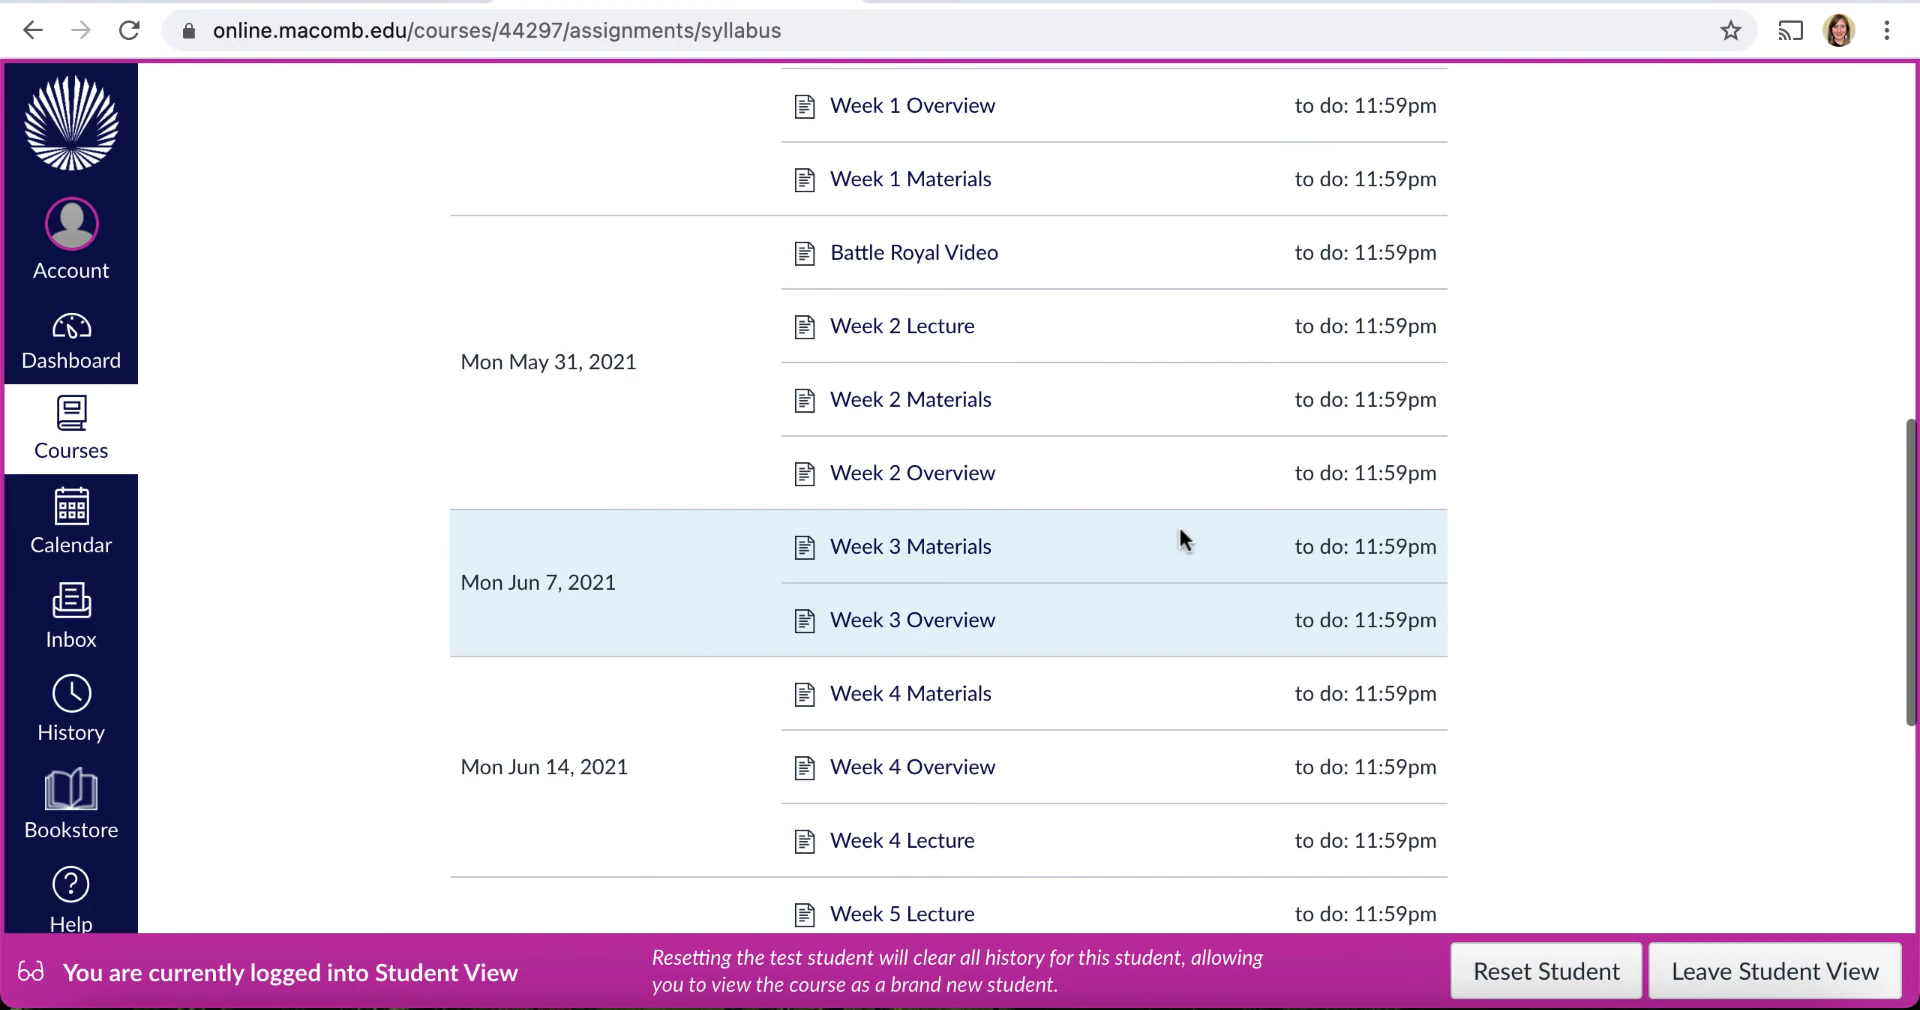 online.macomb.edu/courses/44297/assignments/syllabus
Account
Dashboard
Courses
Calendar
Inbox
History
Bookstore
Help
Week 1 Overview to do: 11:59pm
Week 1 Materials to do: 11:59pm
Mon May 31, 2021
Battle Royal Video to do: 11:59pm
Week 2 Lecture to do: 11:59pm
Week 2 Materials to do: 11:59pm
Week 2 Overview to do: 11:59pm
Mon Jun 7, 2021
Week 3 Materials to do: 11:59pm
Week 3 Overview to do: 11:59pm
Mon Jun 14, 2021
Week 4 Materials to do: 11:59pm
Week 4 Overview to do: 11:59pm
Week 4 Lecture to do: 11:59pm
Week 5 Lecture to do: 11:59pm
You are currently logged into Student View
Resetting the test student will clear all history for this student, allowing
you to view the course as a brand new student.
Reset Student
Leave Student View